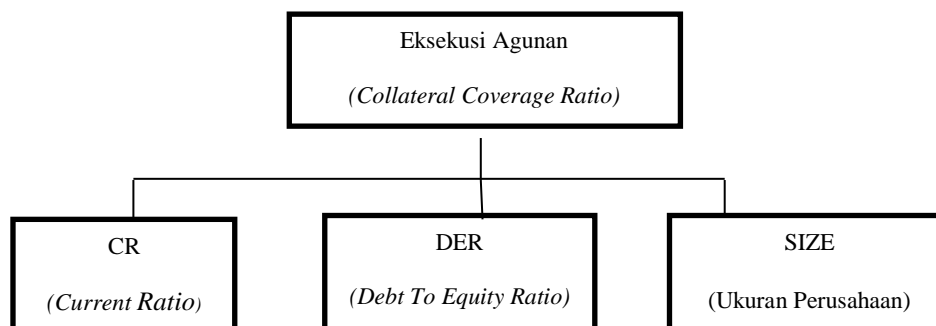 Eksekusi Agunan
(Collateral Coverage Ratio)
CR
(Current Ratio)
DER
(Debt To Equity Ratio)
SIZE
(Ukuran Perusahaan)